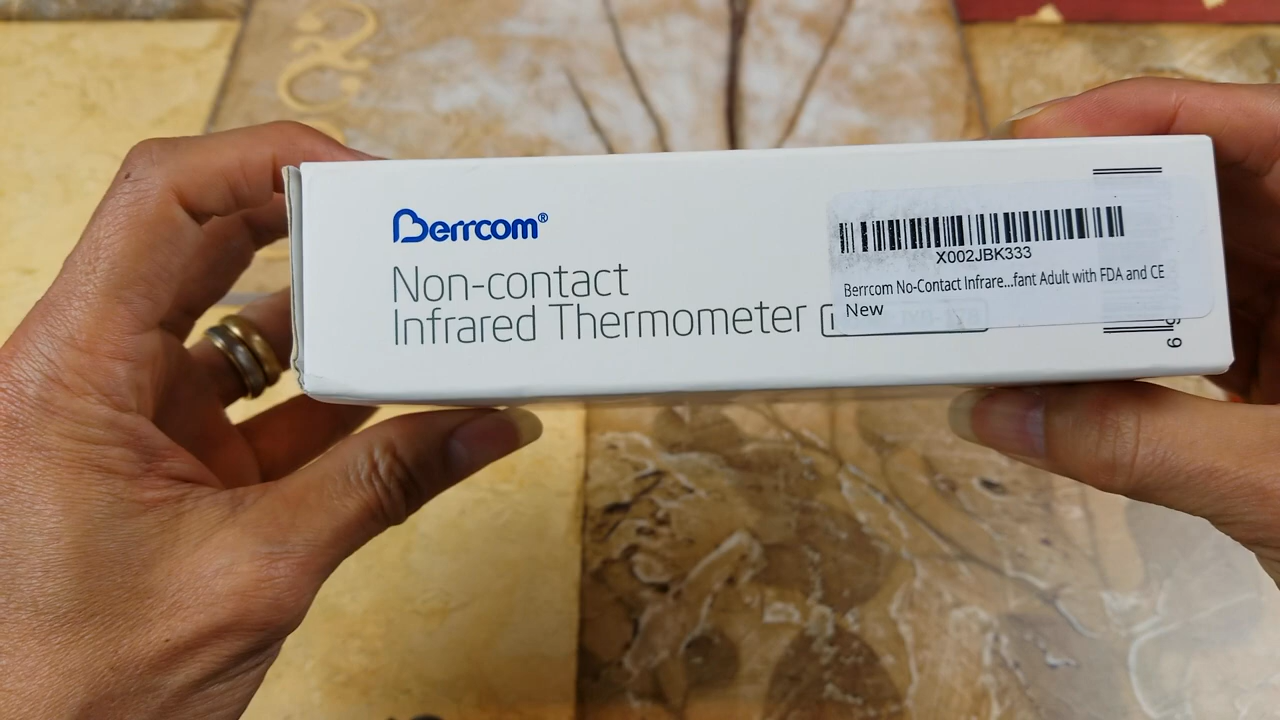 Berrcom®
Non-contact
Infrared Thermometer
X002JBK333
Berrcom No-Contact Infrare...fant Adult with FDA and CE
New